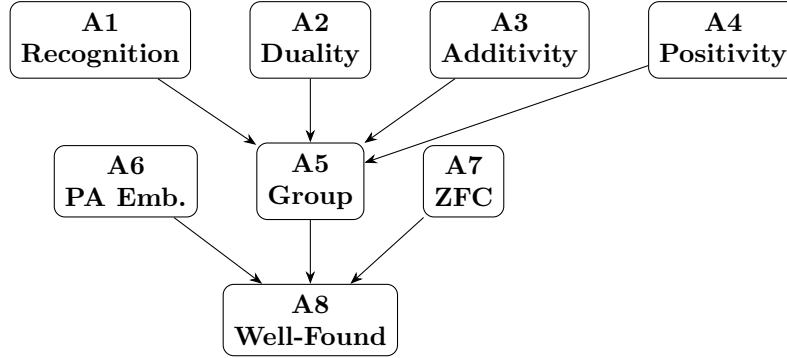 A1
Recognition
A2
Duality
A3
Additivity
A4
Positivity
A6
PA Emb.
A5
Group
A7
ZFC
A8
Well-Found